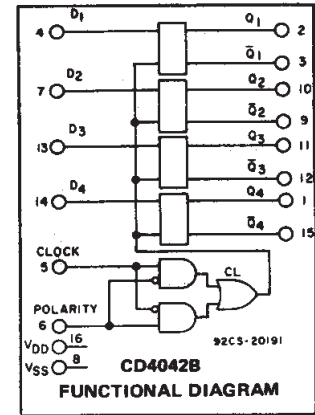 D1
4
Q1
2
Q̄1
3
D2
7
Q2
10
Q̄2
9
D3
13
Q3
11
Q̄3
12
D4
14
Q4
1
Q̄4
15
CLOCK
5
CL
POLARITY
6
92CS-20191
VDD 16
VSS 8
CD4042B
FUNCTIONAL DIAGRAM